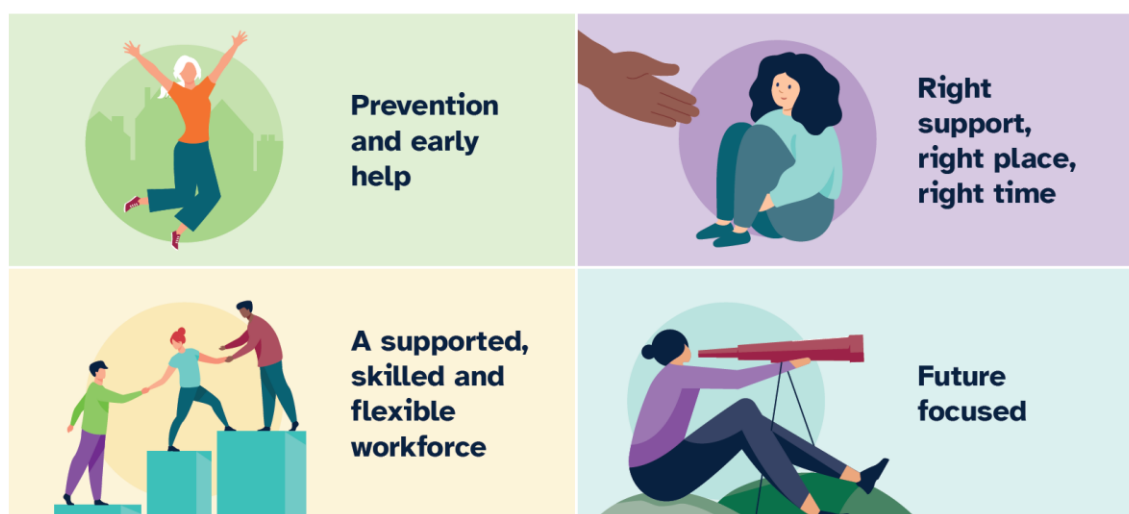 Prevention
and early
help
Right
support,
right place,
right time
A supported,
skilled and
flexible
workforce
Future
focused